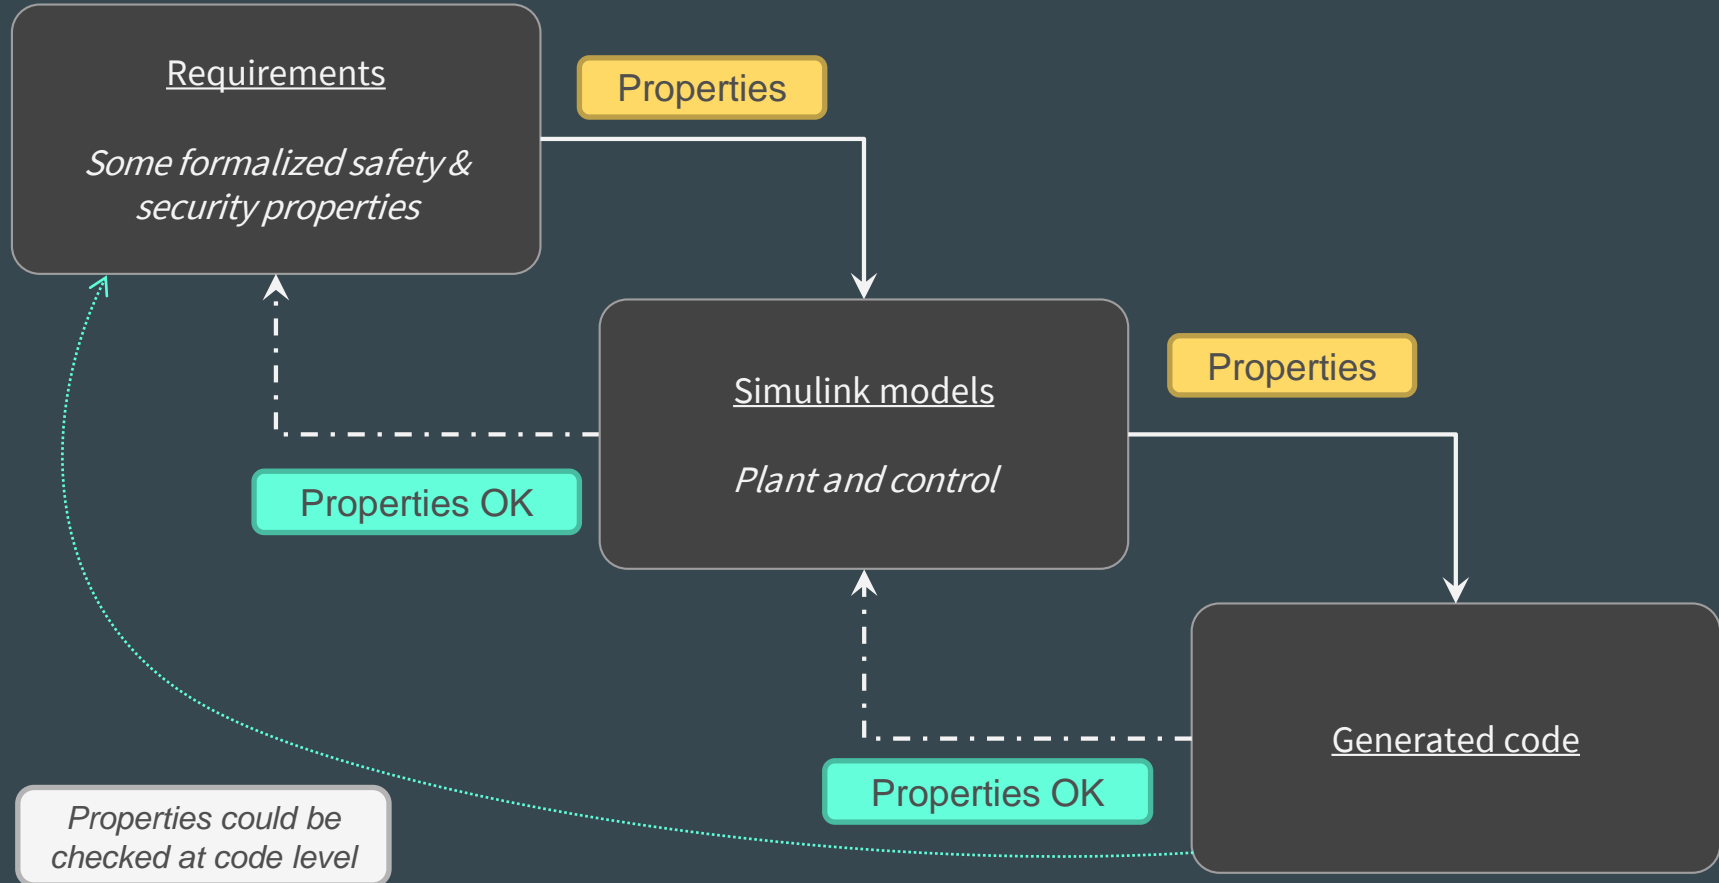 Requirements
Some formalized safety &
security properties
Properties
Simulink models
Plant and control
Properties
Properties OK
Generated code
Properties OK
Properties could be
checked at code level